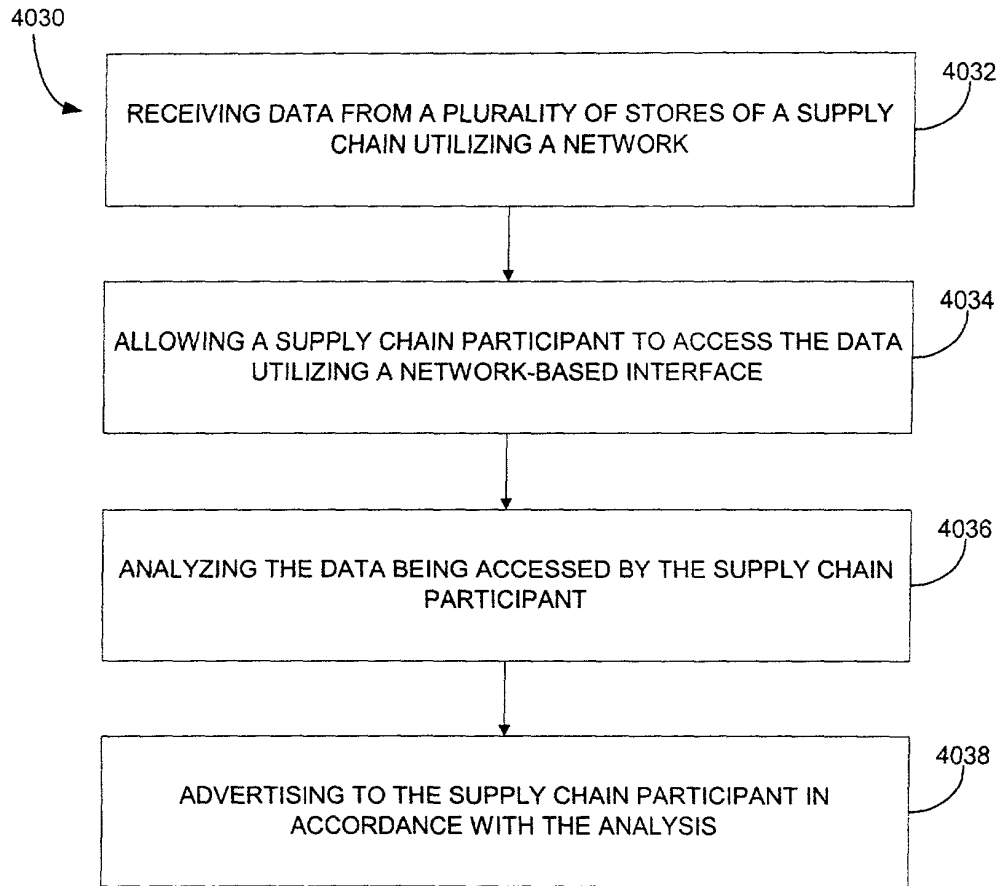 4030
4032
RECEIVING DATA FROM A PLURALITY OF STORES OF A SUPPLY
CHAIN UTILIZING A NETWORK
4034
ALLOWING A SUPPLY CHAIN PARTICIPANT TO ACCESS THE DATA
UTILIZING A NETWORK-BASED INTERFACE
4036
ANALYZING THE DATA BEING ACCESSED BY THE SUPPLY CHAIN
PARTICIPANT
4038
ADVERTISING TO THE SUPPLY CHAIN PARTICIPANT IN
ACCORDANCE WITH THE ANALYSIS